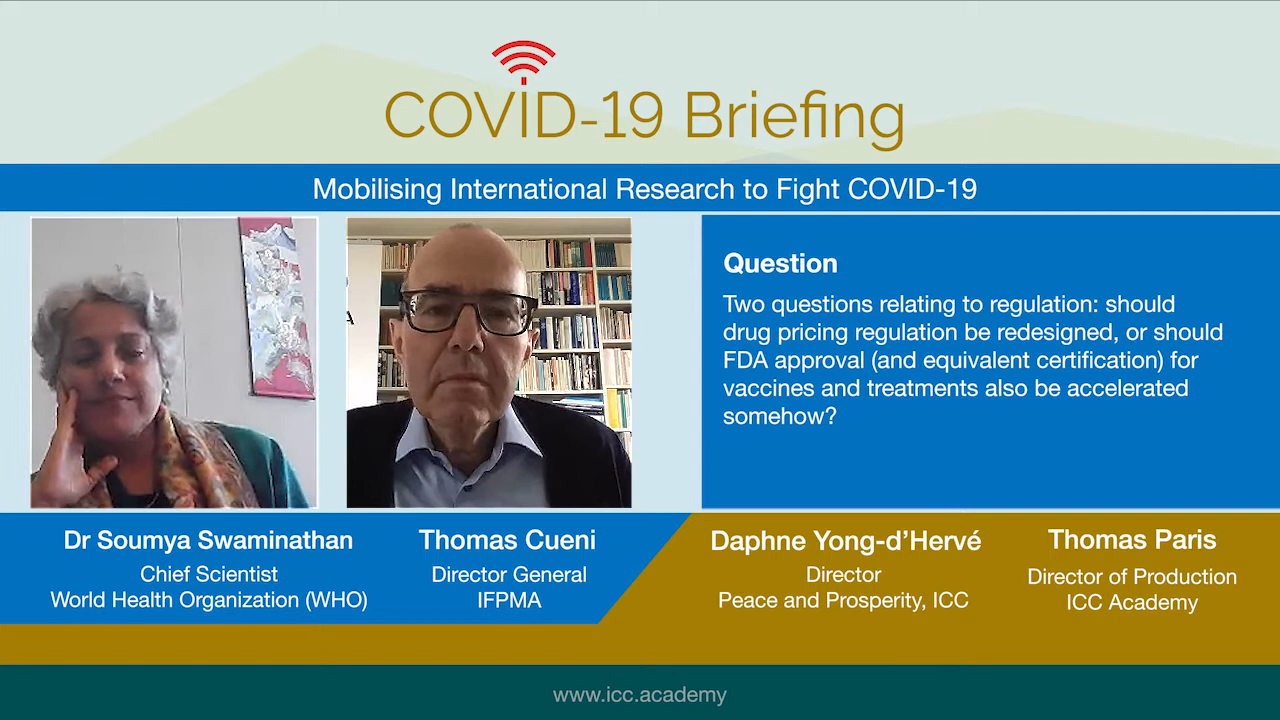 COVID-19 Briefing
Mobilising International Research to Fight COVID-19
Question
Two questions relating to regulation: should
drug pricing regulation be redesigned, or should
FDA approval (and equivalent certification) for
vaccines and treatments also be accelerated
somehow?
A
Dr Soumya Swaminathan
Chief Scientist
World Health Organization (WHO)
Thomas Cueni
Director General
IFPMA
Daphne Yong-d’Hervé
Director
Peace and Prosperity, ICC
Thomas Paris
Director of Production
ICC Academy
www.icc.academy